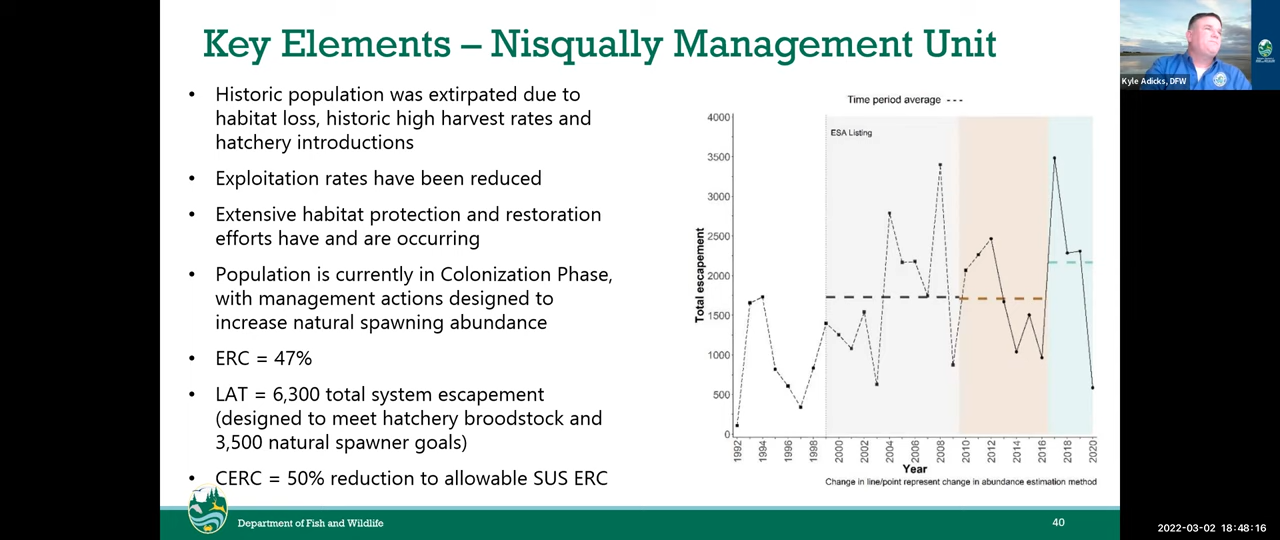 Key Elements – Nisqually Management Unit
Kyle Adicks, DFW
• Historic population was extirpated due to
habitat loss, historic high harvest rates and
hatchery introductions
• Exploitation rates have been reduced
• Extensive habitat protection and restoration
efforts have and are occurring
• Population is currently in Colonization Phase,
with management actions designed to
increase natural spawning abundance
• ERC = 47%
• LAT = 6,300 total system escapement
(designed to meet hatchery broodstock and
3,500 natural spawner goals)
• CERC = 50% reduction to allowable SUS ERC
Time period average ---
ESA Listing
Total escapement
4000
3500
3000
2500
2000
1500
1000
500
0
1992
1994
1996
1998
2000
2002
2004
2006
2008
2010
2012
2014
2016
2018
2020
Year
Change in line/point represent change in abundance estimation method
Department of Fish and Wildlife
40
2022-03-02 18:48:16